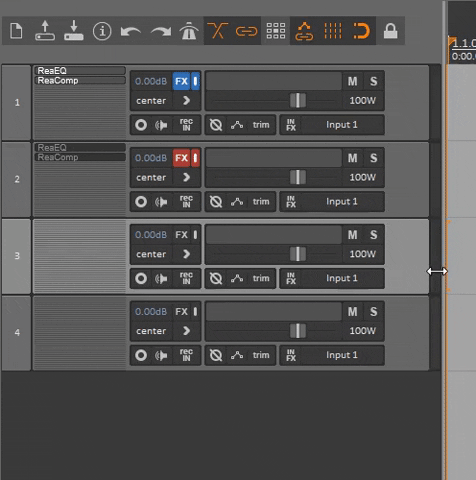 1.1.0
0:00.0
ReaEQ
ReaComp
1
0.00dB FX
M S
center
100W
rec IN
trim
IN FX
Input 1
ReaEQ
ReaComp
2
0.00dB FX
M S
center
100W
rec IN
trim
IN FX
Input 1
3
0.00dB FX
M S
center
100W
rec IN
trim
IN FX
Input 1
4
0.00dB FX
M S
center
100W
rec IN
trim
IN FX
Input 1